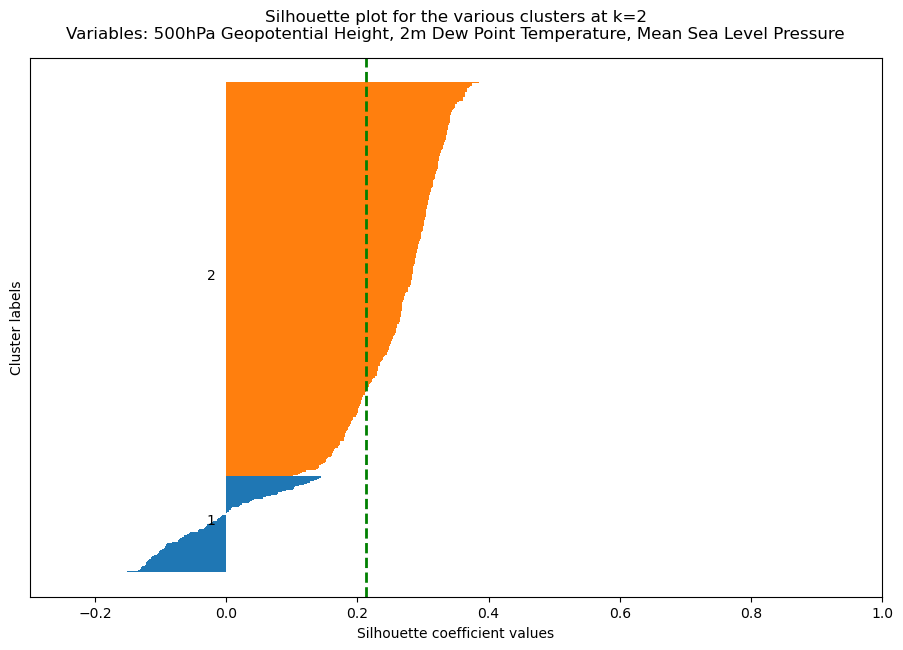 Silhouette plot for the various clusters at k=2
Variables: 500hPa Geopotential Height, 2m Dew Point Temperature, Mean Sea Level Pressure
Cluster labels
2
1
−0.2 0.0 0.2 0.4 0.6 0.8 1.0
Silhouette coefficient values